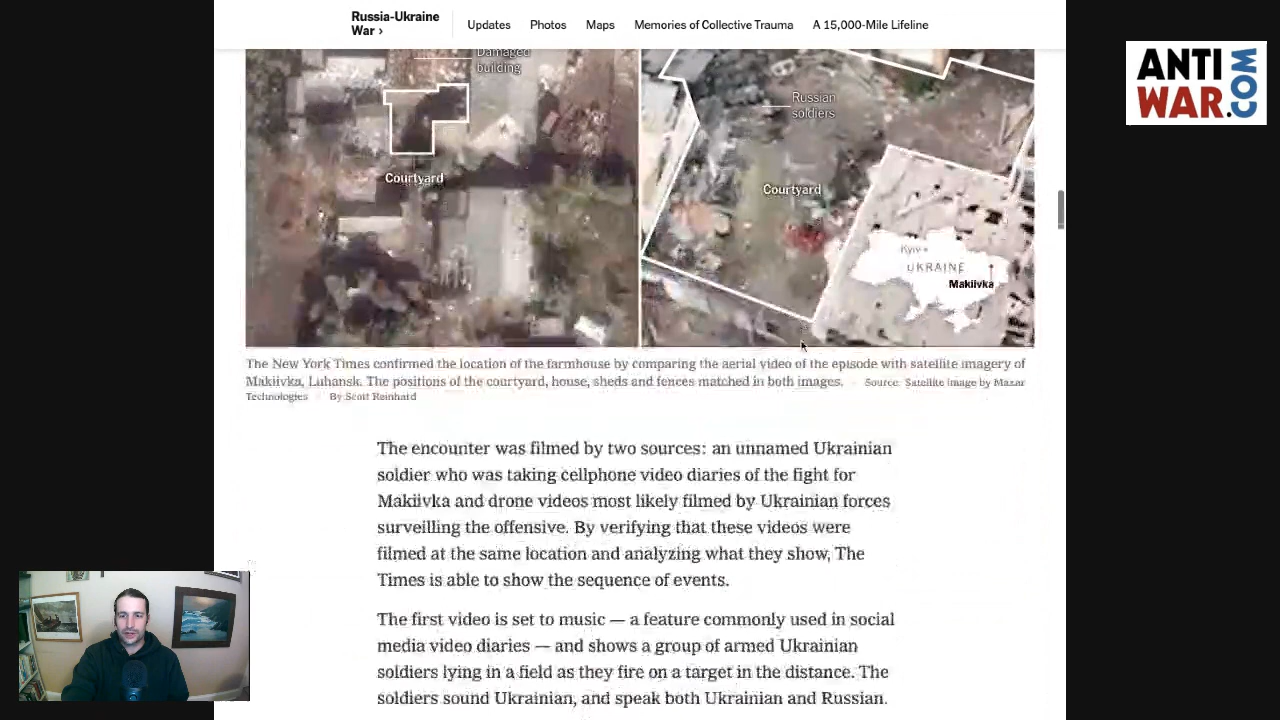 Russia-Ukraine
War ›
Updates
Photos
Maps
Memories of Collective Trauma
A 15,000-Mile Lifeline
ANTI
WAR.COM
Damaged
building
Courtyard
Russian
soldiers
Courtyard
Kyiv
UKRAINE
Makiivka
The New York Times confirmed the location of the farmhouse by comparing the aerial video of the episode with satellite imagery of
Makiivka, Luhansk. The positions of the courtyard, house, sheds and fences matched in both images. Source: Satellite image by Maxar
Technologies By Scott Reinhard
The encounter was filmed by two sources: an unnamed Ukrainian
soldier who was taking cellphone video diaries of the fight for
Makiivka and drone videos most likely filmed by Ukrainian forces
surveilling the offensive. By verifying that these videos were
filmed at the same location and analyzing what they show, The
Times is able to show the sequence of events.
The first video is set to music — a feature commonly used in social
media video diaries — and shows a group of armed Ukrainian
soldiers lying in a field as they fire on a target in the distance. The
soldiers sound Ukrainian, and speak both Ukrainian and Russian.